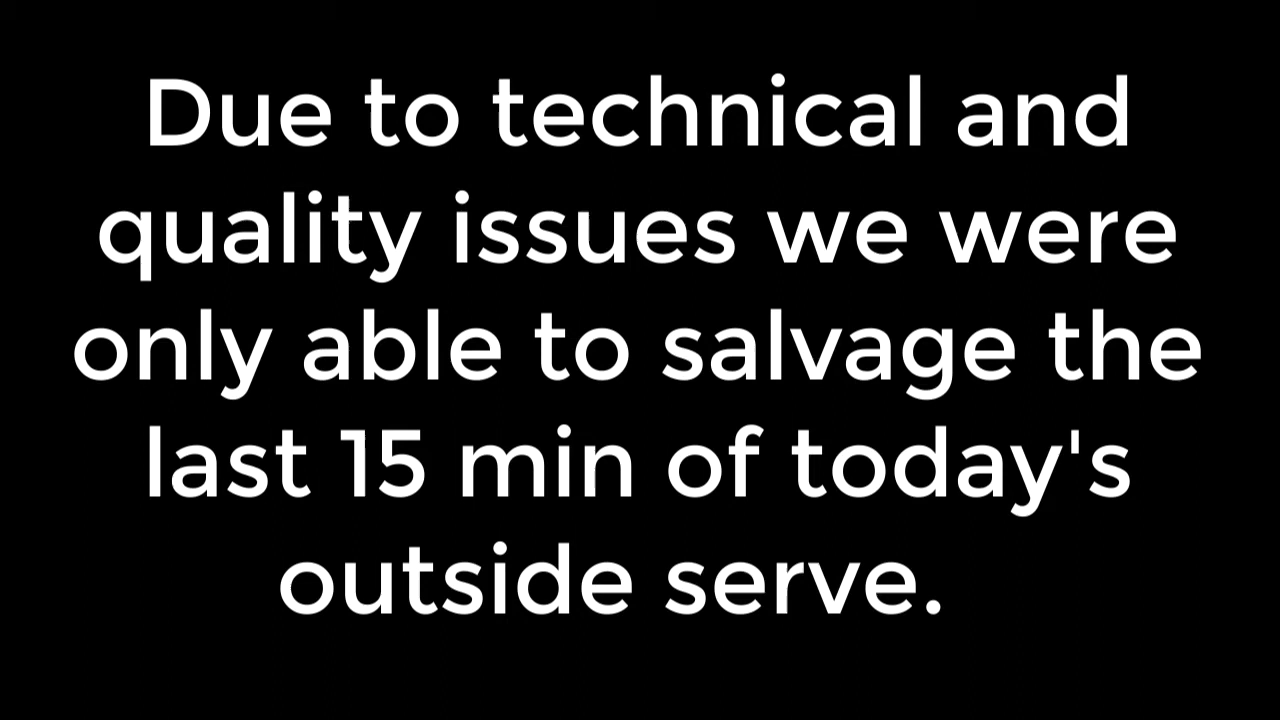 Due to technical and
quality issues we were
only able to salvage the
last 15 min of today's
outside serve.